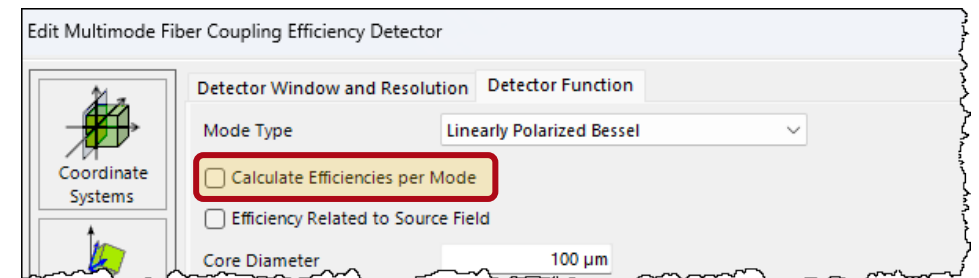 Edit Multimode Fiber Coupling Efficiency Detector
Detector Window and Resolution Detector Function
Mode Type Linearly Polarized Bessel
Coordinate
Systems
Calculate Efficiencies per Mode
Efficiency Related to Source Field
Core Diameter 100 µm